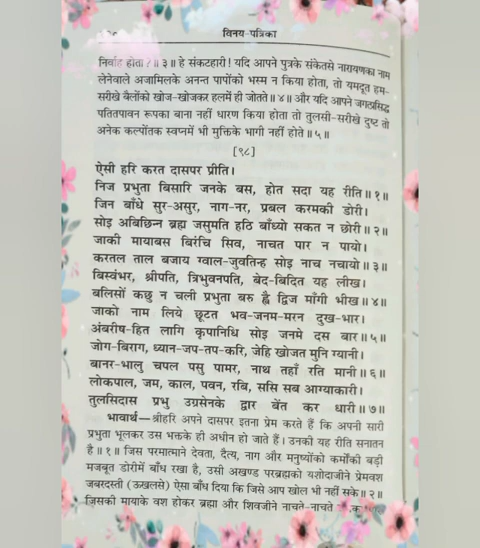 विनय-पत्रिका
निर्वाह होता? ॥ ३ ॥ हे संकटहारी! यदि आपने पुत्रके संकेतसे नारायणका नाम
लेनेवाले अजामिलके अनन्त पापोंको भस्म न किया होता, तो यमदूत हम-
सरीखे बैलोंको खोज-खोजकर हलमें ही जोतते ॥ ४ ॥ और यदि आपने जगत्प्रसिद्ध
पतितपावन रूपका बाना नहीं धारण किया होता तो तुलसी-सरीखे दुष्ट तो
अनेक कल्पोंतक स्वप्नमें भी मुक्तिके भागी नहीं होते ॥ ५ ॥
[९८]
ऐसी हरि करत दासपर प्रीति।
निज प्रभुता बिसारि जनके बस, होत सदा यह रीति ॥ १ ॥
जिन बाँधे सुर-असुर, नाग-नर, प्रबल करमकी डोरी।
सोइ अबिछिन्न ब्रह्म जसुमति हठि बाँध्यो सकत न छोरी ॥ २ ॥
जाकी मायाबस बिरंचि सिव, नाचत पार न पायो।
करतल ताल बजाय ग्वाल-जुवतिन्ह सोइ नाच नचायो ॥ ३ ॥
बिस्वंभर, श्रीपति, त्रिभुवनपति, बेद-बिदित यह लीख।
बलिसों कछु न चली प्रभुता बरु ह्वै द्विज माँगी भीख ॥ ४ ॥
जाको नाम लिये छूटत भव-जनम-मरन दुख-भार।
अंबरीष-हित लागि कृपानिधि सोइ जनमे दस बार ॥ ५ ॥
जोग-बिराग, ध्यान-जप-तप-करि, जेहि खोजत मुनि ग्यानी।
बानर-भालु चपल पसु पामर, नाथ तहाँ रति मानी ॥ ६ ॥
लोकपाल, जम, काल, पवन, रबि, ससि सब आग्याकारी।
तुलसिदास प्रभु उग्रसेनके द्वार बेंत कर धारी ॥ ७ ॥
भावार्थ—श्रीहरि अपने दासपर इतना प्रेम करते हैं कि अपनी सारी
प्रभुता भूलकर उस भक्तके ही अधीन हो जाते हैं। उनकी यह रीति सनातन
है ॥ १ ॥ जिस परमात्माने देवता, दैत्य, नाग और मनुष्योंको कर्मोंकी बड़ी
मजबूत डोरीमें बाँध रखा है, उसी अखण्ड परब्रह्मको यशोदाजीने प्रेमवश
जबरदस्ती (ऊखलसे) ऐसा बाँध दिया कि जिसे आप खोल भी नहीं सके ॥ २ ॥
जिसकी मायाके वश होकर ब्रह्मा और शिवजीने नाचते-नाचते